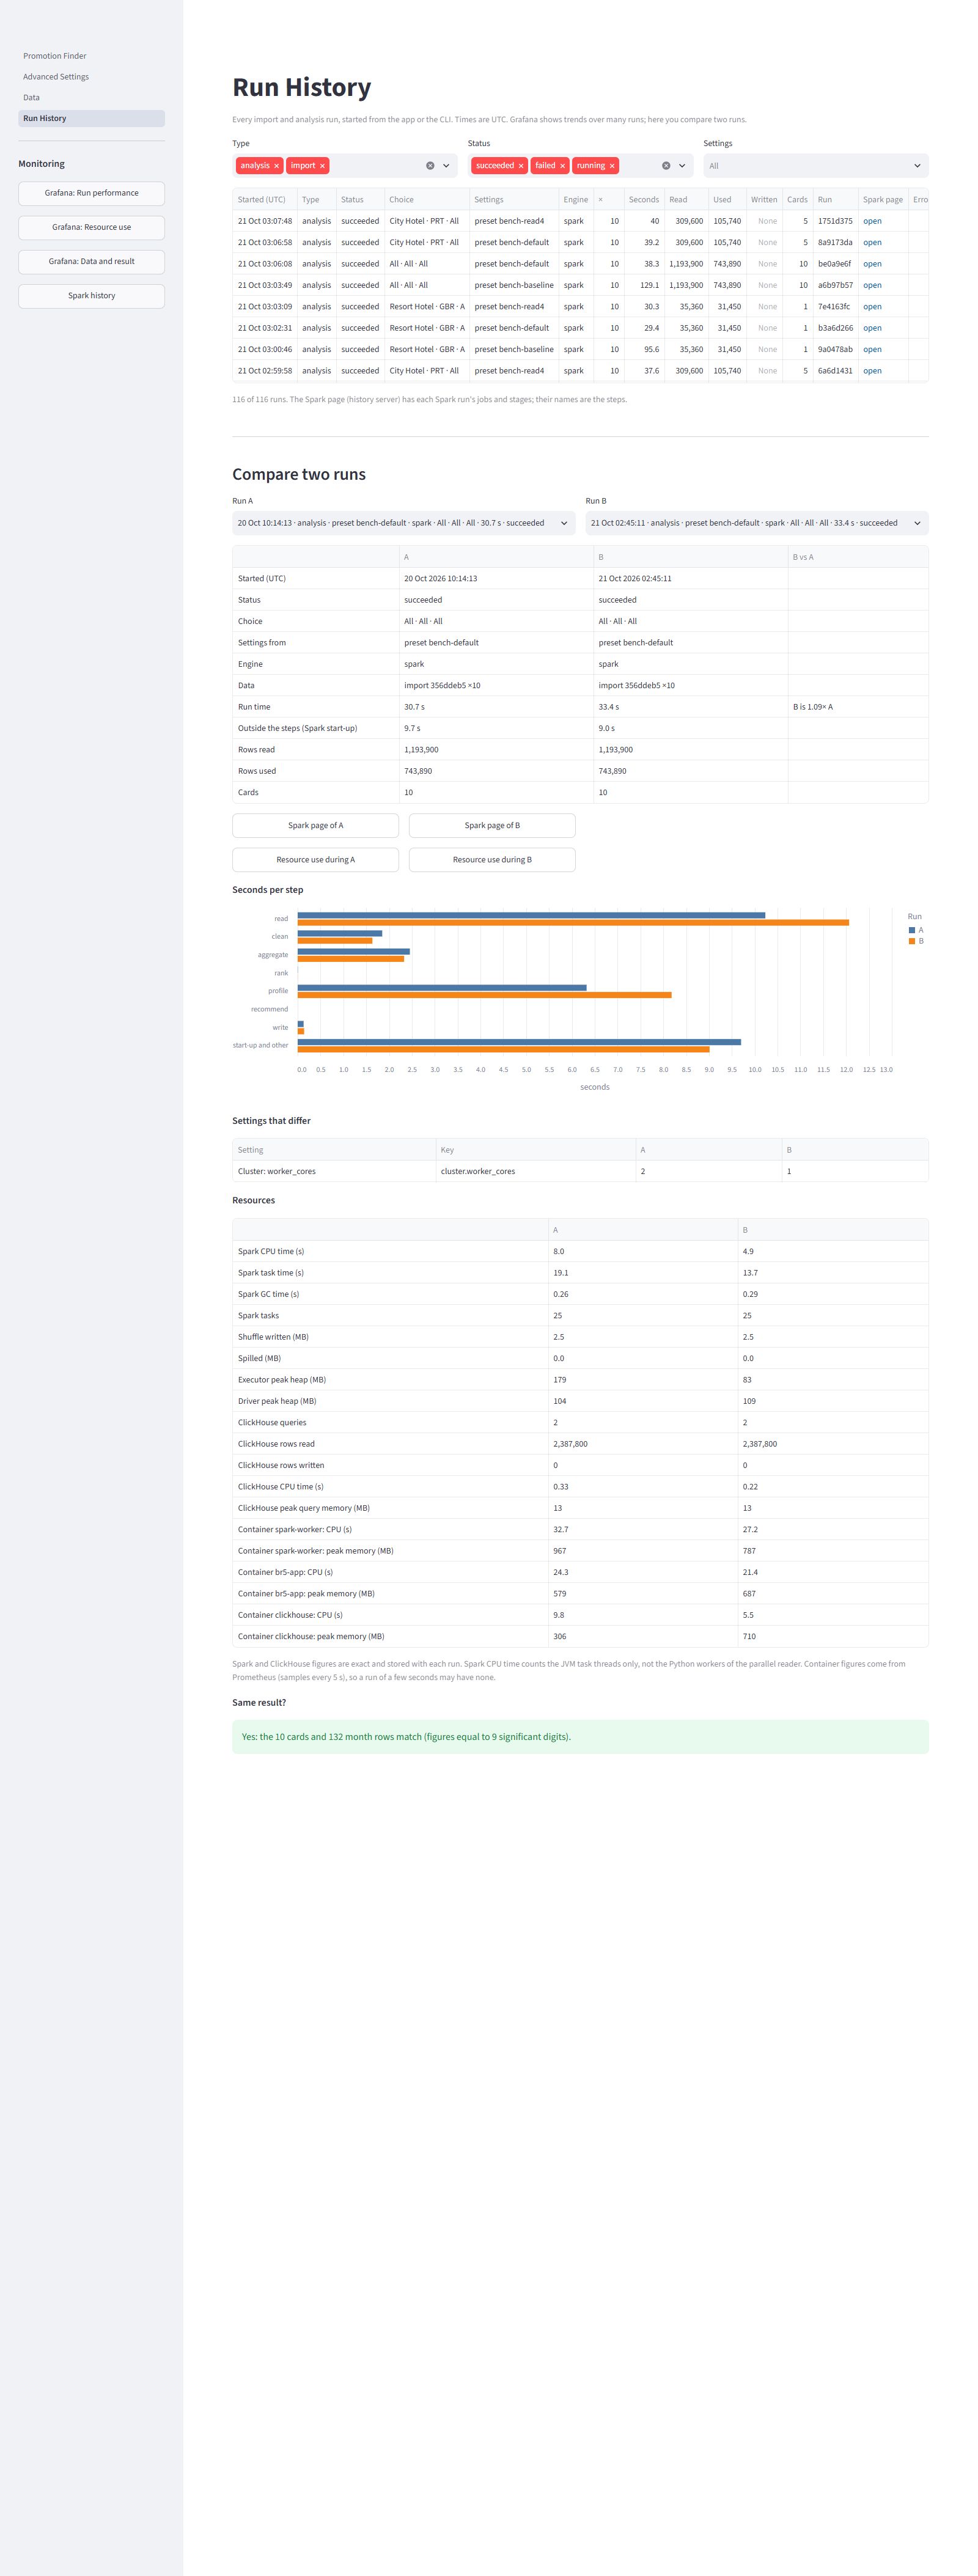 Promotion Finder
Advanced Settings
Data
Run History
Monitoring
Grafana: Run performance
Grafana: Resource use
Grafana: Data and result
Spark history
Run History
Every import and analysis run, started from the app or the CLI. Times are UTC. Grafana shows trends over many runs; here you compare two runs.
Type Status Settings
analysis × import × succeeded × failed × running × All
Started (UTC) Type Status Choice Settings Engine × Seconds Read Used Written Cards Run Spark page Erro
21 Oct 03:07:48 analysis succeeded City Hotel · PRT · All preset bench-read4 spark 10 40 309,600 105,740 None 5 1751d375 open
21 Oct 03:06:58 analysis succeeded City Hotel · PRT · All preset bench-default spark 10 39.2 309,600 105,740 None 5 8a9173da open
21 Oct 03:06:08 analysis succeeded All · All · All preset bench-default spark 10 38.3 1,193,900 743,890 None 10 be0a9e6f open
21 Oct 03:03:49 analysis succeeded All · All · All preset bench-baseline spark 10 129.1 1,193,900 743,890 None 10 a6b97b57 open
21 Oct 03:03:09 analysis succeeded Resort Hotel · GBR · A preset bench-read4 spark 10 30.3 35,360 31,450 None 1 7e4163fc open
21 Oct 03:02:31 analysis succeeded Resort Hotel · GBR · A preset bench-default spark 10 29.4 35,360 31,450 None 1 b3a6d266 open
21 Oct 03:00:46 analysis succeeded Resort Hotel · GBR · A preset bench-baseline spark 10 95.6 35,360 31,450 None 1 9a0478ab open
21 Oct 02:59:58 analysis succeeded City Hotel · PRT · All preset bench-read4 spark 10 37.6 309,600 105,740 None 5 6a6d1431 open
116 of 116 runs. The Spark page (history server) has each Spark run's jobs and stages; their names are the steps.
Compare two runs
Run A Run B
20 Oct 10:14:13 · analysis · preset bench-default · spark · All · All · All · 30.7 s · succeeded 21 Oct 02:45:11 · analysis · preset bench-default · spark · All · All · All · 33.4 s · succeeded
A B B vs A
Started (UTC) 20 Oct 2026 10:14:13 21 Oct 2026 02:45:11
Status succeeded succeeded
Choice All · All · All All · All · All
Settings from preset bench-default preset bench-default
Engine spark spark
Data import 356ddeb5 ×10 import 356ddeb5 ×10
Run time 30.7 s 33.4 s B is 1.09× A
Outside the steps (Spark start-up) 9.7 s 9.0 s
Rows read 1,193,900 1,193,900
Rows used 743,890 743,890
Cards 10 10
Spark page of A Spark page of B
Resource use during A Resource use during B
Seconds per step
Run
A
B
read
clean
aggregate
rank
profile
recommend
write
start-up and other
0.0 0.5 1.0 1.5 2.0 2.5 3.0 3.5 4.0 4.5 5.0 5.5 6.0 6.5 7.0 7.5 8.0 8.5 9.0 9.5 10.0 10.5 11.0 11.5 12.0 12.5 13.0
seconds
Settings that differ
Setting Key A B
Cluster: worker_cores cluster.worker_cores 2 1
Resources
A B
Spark CPU time (s) 8.0 4.9
Spark task time (s) 19.1 13.7
Spark GC time (s) 0.26 0.29
Spark tasks 25 25
Shuffle written (MB) 2.5 2.5
Spilled (MB) 0.0 0.0
Executor peak heap (MB) 179 83
Driver peak heap (MB) 104 109
ClickHouse queries 2 2
ClickHouse rows read 2,387,800 2,387,800
ClickHouse rows written 0 0
ClickHouse CPU time (s) 0.33 0.22
ClickHouse peak query memory (MB) 13 13
Container spark-worker: CPU (s) 32.7 27.2
Container spark-worker: peak memory (MB) 967 787
Container br5-app: CPU (s) 24.3 21.4
Container br5-app: peak memory (MB) 579 687
Container clickhouse: CPU (s) 9.8 5.5
Container clickhouse: peak memory (MB) 306 710
Spark and ClickHouse figures are exact and stored with each run. Spark CPU time counts the JVM task threads only, not the Python workers of the parallel reader. Container figures come from
Prometheus (samples every 5 s), so a run of a few seconds may have none.
Same result?
Yes: the 10 cards and 132 month rows match (figures equal to 9 significant digits).